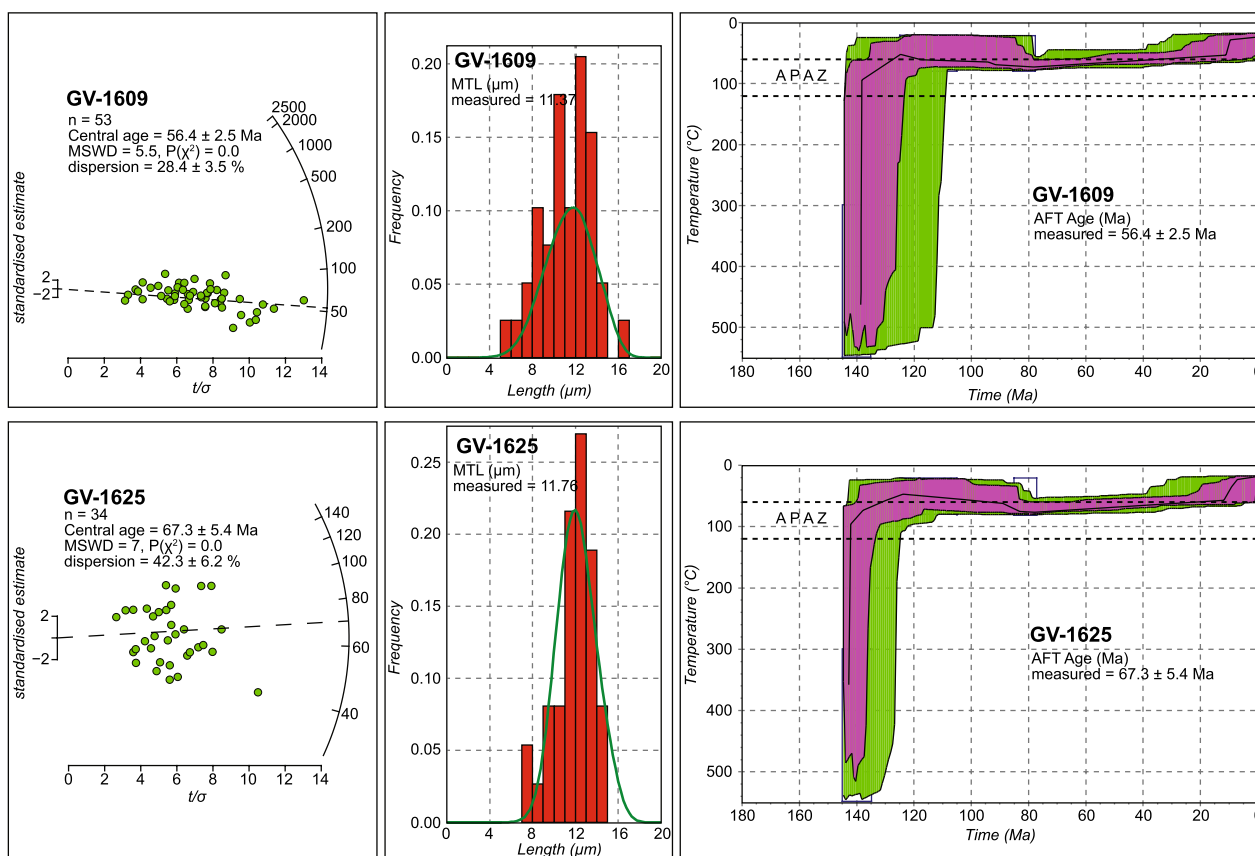 GV-1609
n = 53
Central age = 56.4 ± 2.5 Ma
MSWD = 5.5, P(χ²) = 0.0
dispersion = 28.4 ± 3.5 %
2500
2000
1000
500
200
100
50
standardised estimate
2
−2
0 2 4 6 8 10 12 14
t/σ
GV-1609
MTL (µm)
measured = 11.37
Frequency
0.20
0.15
0.10
0.05
0.00
0 4 8 12 16 20
Length (µm)
Temperature (°C)
0
100
200
300
400
500
A P A Z
GV-1609
AFT Age (Ma)
measured = 56.4 ± 2.5 Ma
180 160 140 120 100 80 60 40 20 0
Time (Ma)
GV-1625
n = 34
Central age = 67.3 ± 5.4 Ma
MSWD = 7, P(χ²) = 0.0
dispersion = 42.3 ± 6.2 %
140
120
100
80
60
40
standardised estimate
2
−2
0 2 4 6 8 10 12 14
t/σ
GV-1625
MTL (µm)
measured = 11.76
Frequency
0.25
0.20
0.15
0.10
0.05
0.00
0 4 8 12 16 20
Length (µm)
Temperature (°C)
0
100
200
300
400
500
A P A Z
GV-1625
AFT Age (Ma)
measured = 67.3 ± 5.4 Ma
180 160 140 120 100 80 60 40 20 0
Time (Ma)